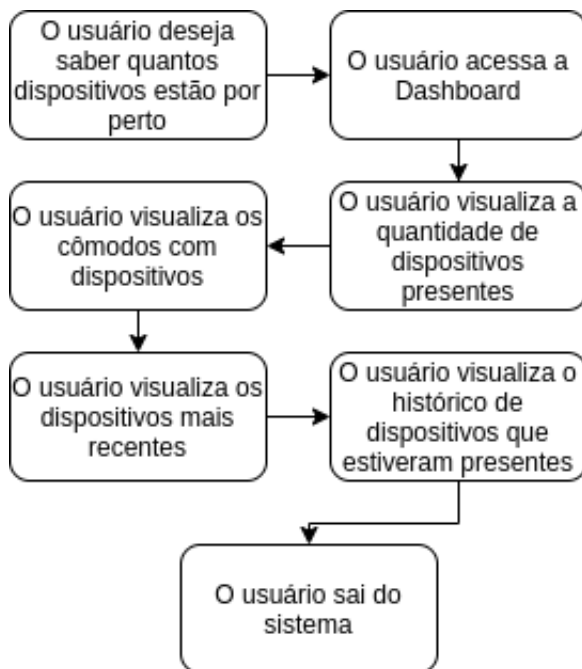 O usuário deseja
saber quantos
dispositivos estão por
perto
O usuário acessa a
Dashboard
O usuário visualiza a
quantidade de
dispositivos
presentes
O usuário visualiza os
cômodos com
dispositivos
O usuário visualiza os
dispositivos mais
recentes
O usuário visualiza o
histórico de
dispositivos que
estiveram presentes
O usuário sai do
sistema